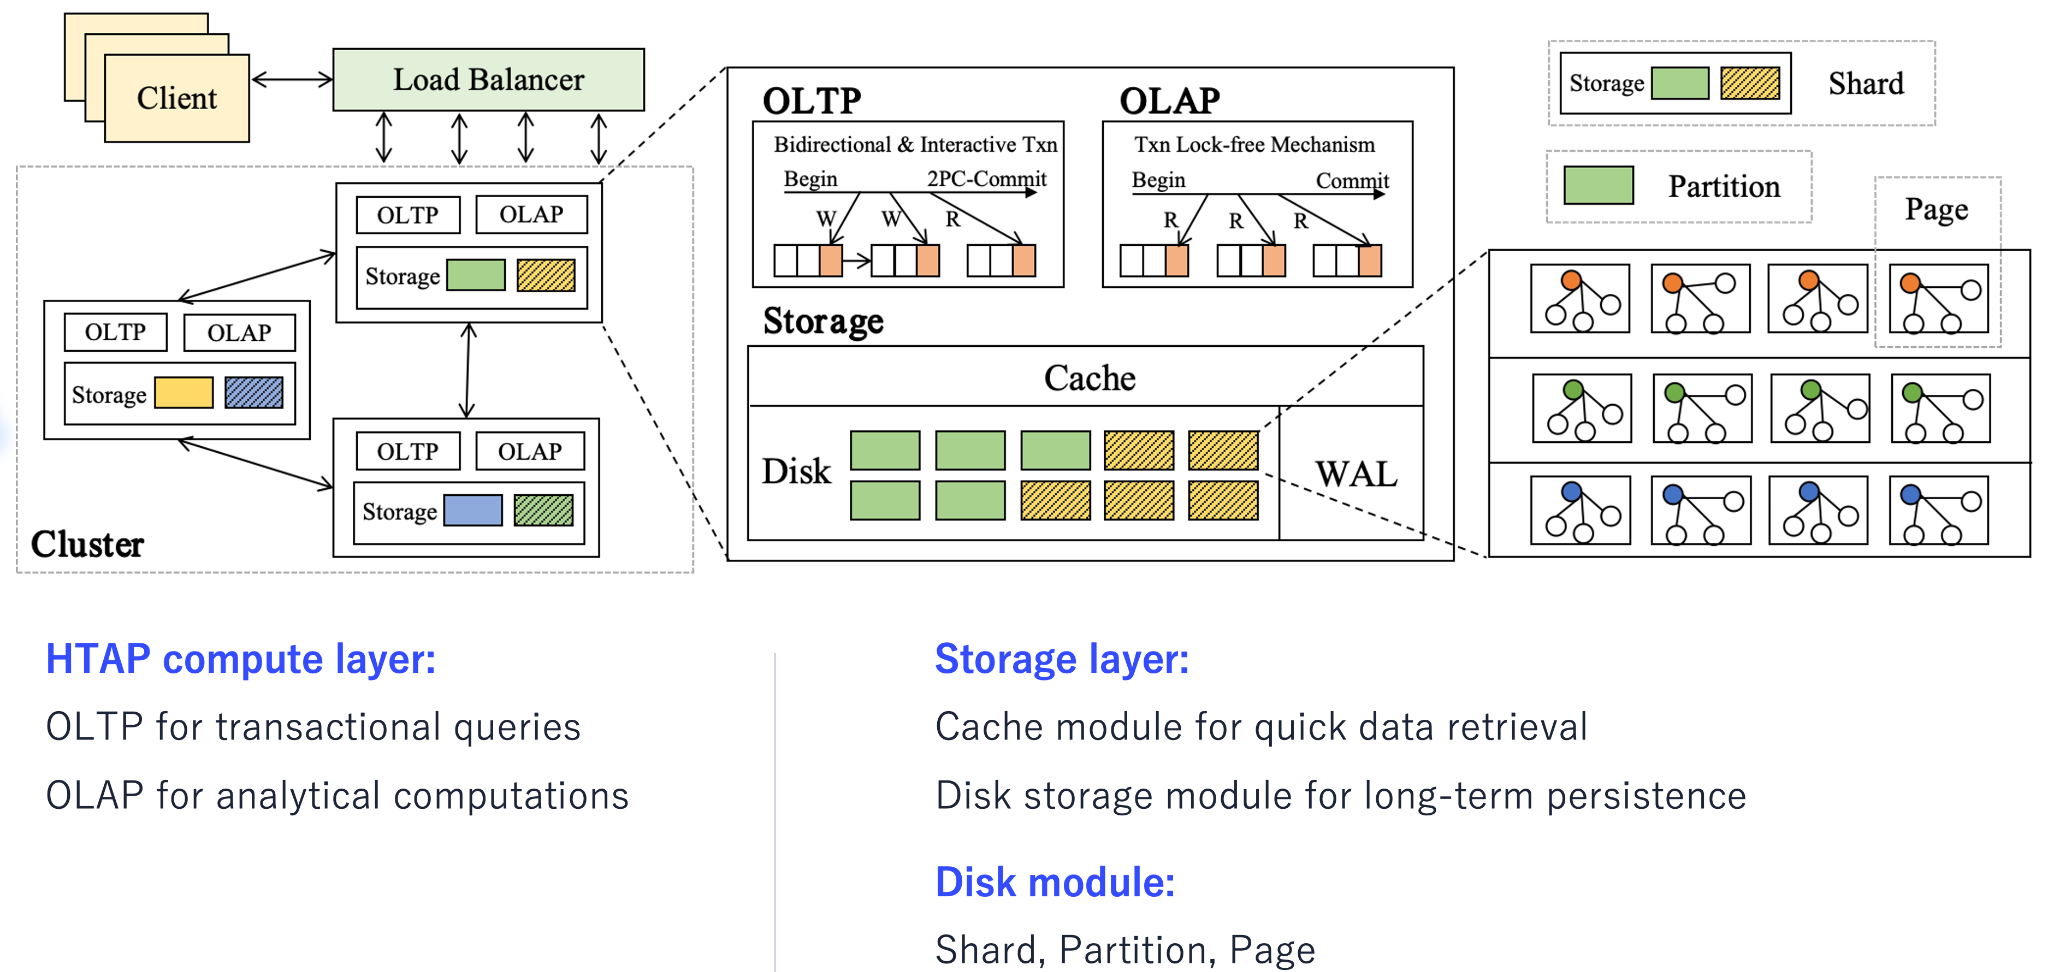 Client
Load Balancer
OLTP
OLAP
Storage
OLTP
OLAP
Storage
OLTP
OLAP
Storage
Cluster
OLTP
Bidirectional & Interactive Txn
Begin
2PC-Commit
W
W
R
OLAP
Txn Lock-free Mechanism
Begin
Commit
R
R
R
Storage
Cache
Disk
WAL
Storage
Shard
Partition
Page
HTAP compute layer:
OLTP for transactional queries
OLAP for analytical computations
Storage layer:
Cache module for quick data retrieval
Disk storage module for long-term persistence
Disk module:
Shard, Partition, Page